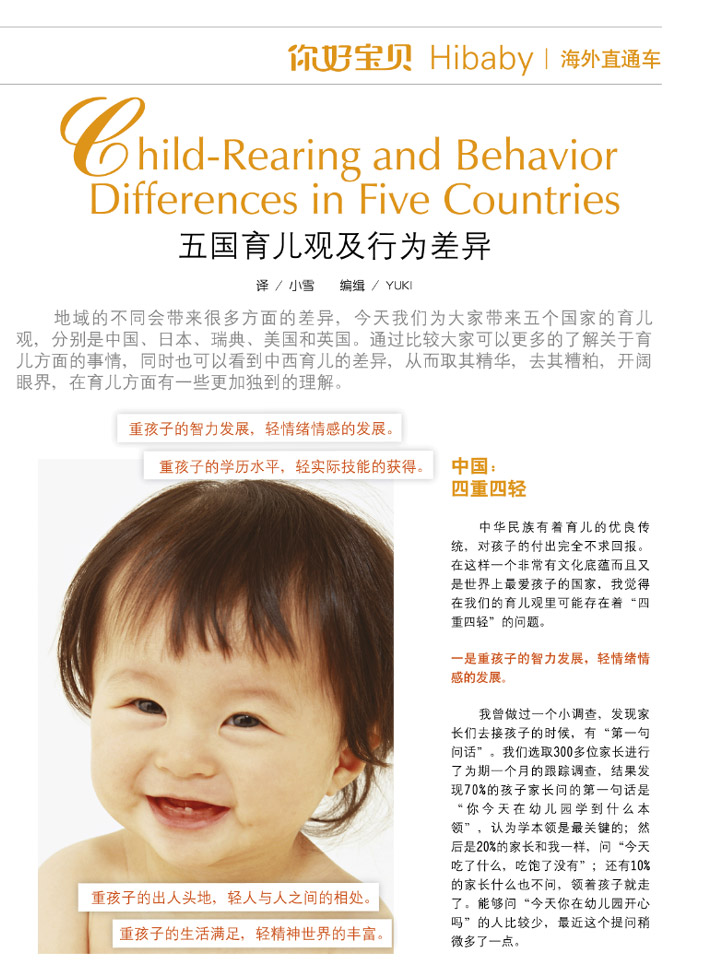 你好宝贝 Hibaby | 海外直通车
Child-Rearing and Behavior
Differences in Five Countries
五国育儿观及行为差异
译 / 小雪 编缉 / YUKI
地域的不同会带来很多方面的差异，今天我们为大家带来五个国家的育儿
观，分别是中国、日本、瑞典、美国和英国。通过比较大家可以更多的了解关于育
儿方面的事情，同时也可以看到中西育儿的差异，从而取其精华，去其糟粕，开阔
眼界，在育儿方面有一些更加独到的理解。
重孩子的智力发展，轻情绪情感的发展。
重孩子的学历水平，轻实际技能的获得。
重孩子的出人头地，轻人与人之间的相处。
重孩子的生活满足，轻精神世界的丰富。
中国：
四重四轻
中华民族有着育儿的优良传
统，对孩子的付出完全不求回报。
在这样一个非常有文化底蕴而且又
是世界上最爱孩子的国家，我觉得
在我们的育儿观里可能存在着“四
重四轻”的问题。
一是重孩子的智力发展，轻情绪情
感的发展。
我曾做过一个小调查，发现家
长们去接孩子的时候，有“第一句
问话”。我们选取300多位家长进行
了为期一个月的跟踪调查，结果发
现70%的孩子家长问的第一句话是
“你今天在幼儿园学到什么本
领”，认为学本领是最关键的；然
后是20%的家长和我一样，问“今天
吃了什么，吃饱了没有”；还有10%
的家长什么也不问，领着孩子就走
了。能够问“今天你在幼儿园开心
吗”的人比较少，最近这个提问稍
微多了一点。